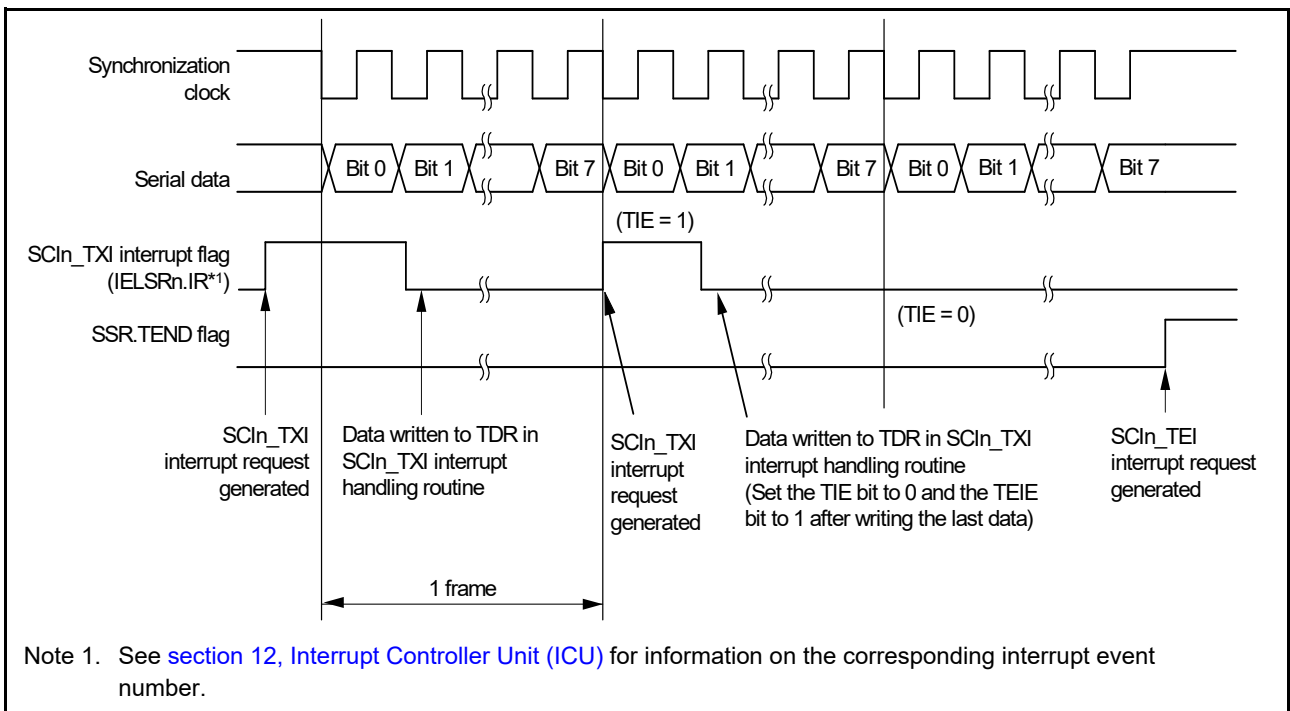 Synchronization
clock
Serial data
Bit 0 Bit 1 Bit 7 Bit 0 Bit 1 Bit 7 Bit 0 Bit 1 Bit 7
(TIE = 1)
SCIn_TXI interrupt flag
(IELSRn.IR*1)
(TIE = 0)
SSR.TEND flag
SCIn_TXI
interrupt request
generated
Data written to TDR in
SCIn_TXI interrupt
handling routine
SCIn_TXI
interrupt
request
generated
Data written to TDR in SCIn_TXI
interrupt handling routine
(Set the TIE bit to 0 and the TEIE
bit to 1 after writing the last data)
SCIn_TEI
interrupt request
generated
1 frame
Note 1. See section 12, Interrupt Controller Unit (ICU) for information on the corresponding interrupt event
number.